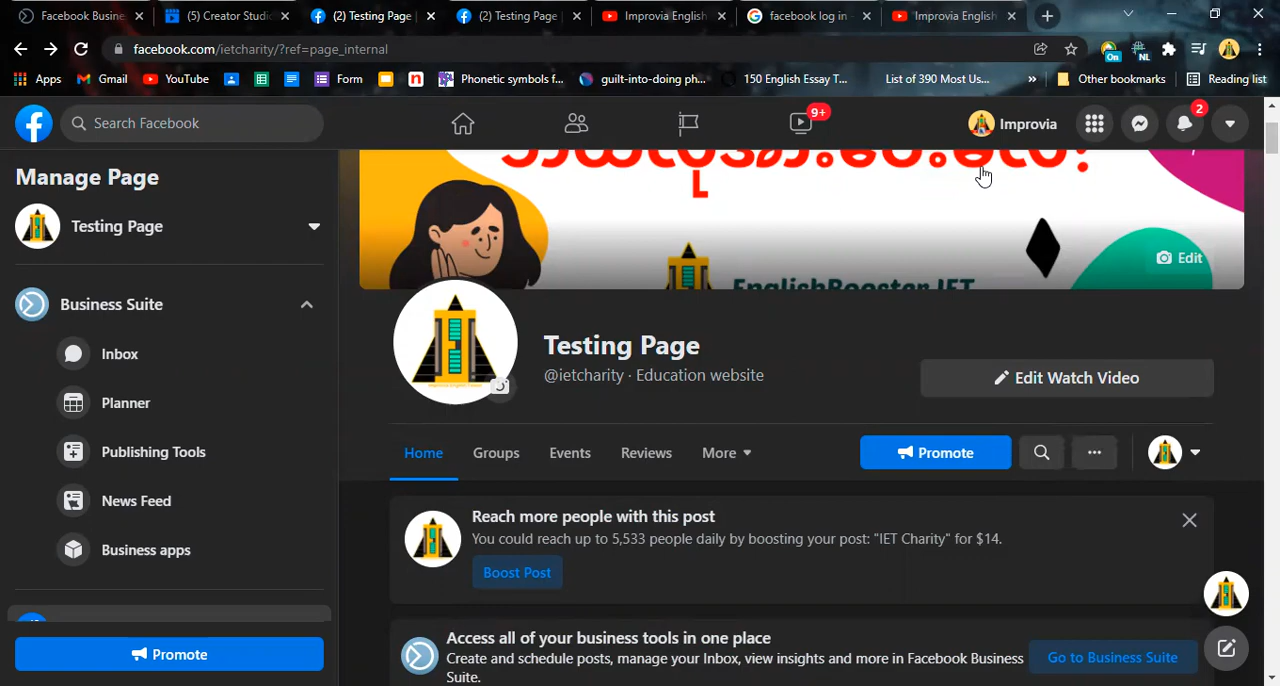 Facebook Busine
(5) Creator Studi
(2) Testing Page
(2) Testing Page
Improvia English
facebook log in -
Improvia English
facebook.com/ietcharity/?ref=page_internal
On
NL
Apps
Gmail
YouTube
Form
Phonetic symbols f...
guilt-into-doing ph...
150 English Essay T...
List of 390 Most Us...
»
Other bookmarks
Reading list
Search Facebook
9+
Improvia
2
Manage Page
Testing Page
Business Suite
Inbox
Planner
Publishing Tools
News Feed
Business apps
Promote
Edit
EnglishBooster IET
Testing Page
@ietcharity · Education website
Edit Watch Video
Home
Groups
Events
Reviews
More
Promote
Reach more people with this post
You could reach up to 5,533 people daily by boosting your post: "IET Charity" for $14.
Boost Post
Access all of your business tools in one place
Create and schedule posts, manage your Inbox, view insights and more in Facebook Business
Suite.
Go to Business Suite